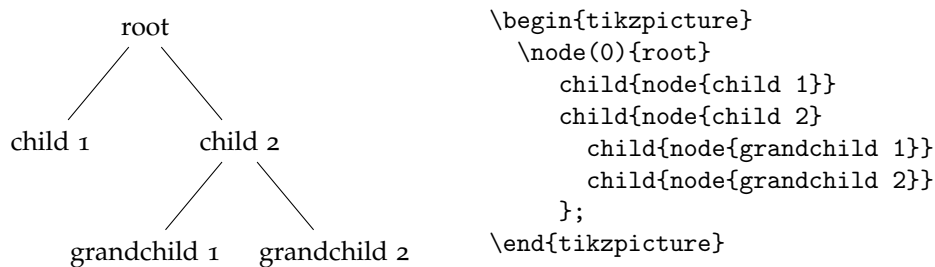 root
child 1 child 2
grandchild 1 grandchild 2
\begin{tikzpicture}
  \node(0){root}
     child{node{child 1}}
     child{node{child 2}
       child{node{grandchild 1}}
       child{node{grandchild 2}}
     };
\end{tikzpicture}